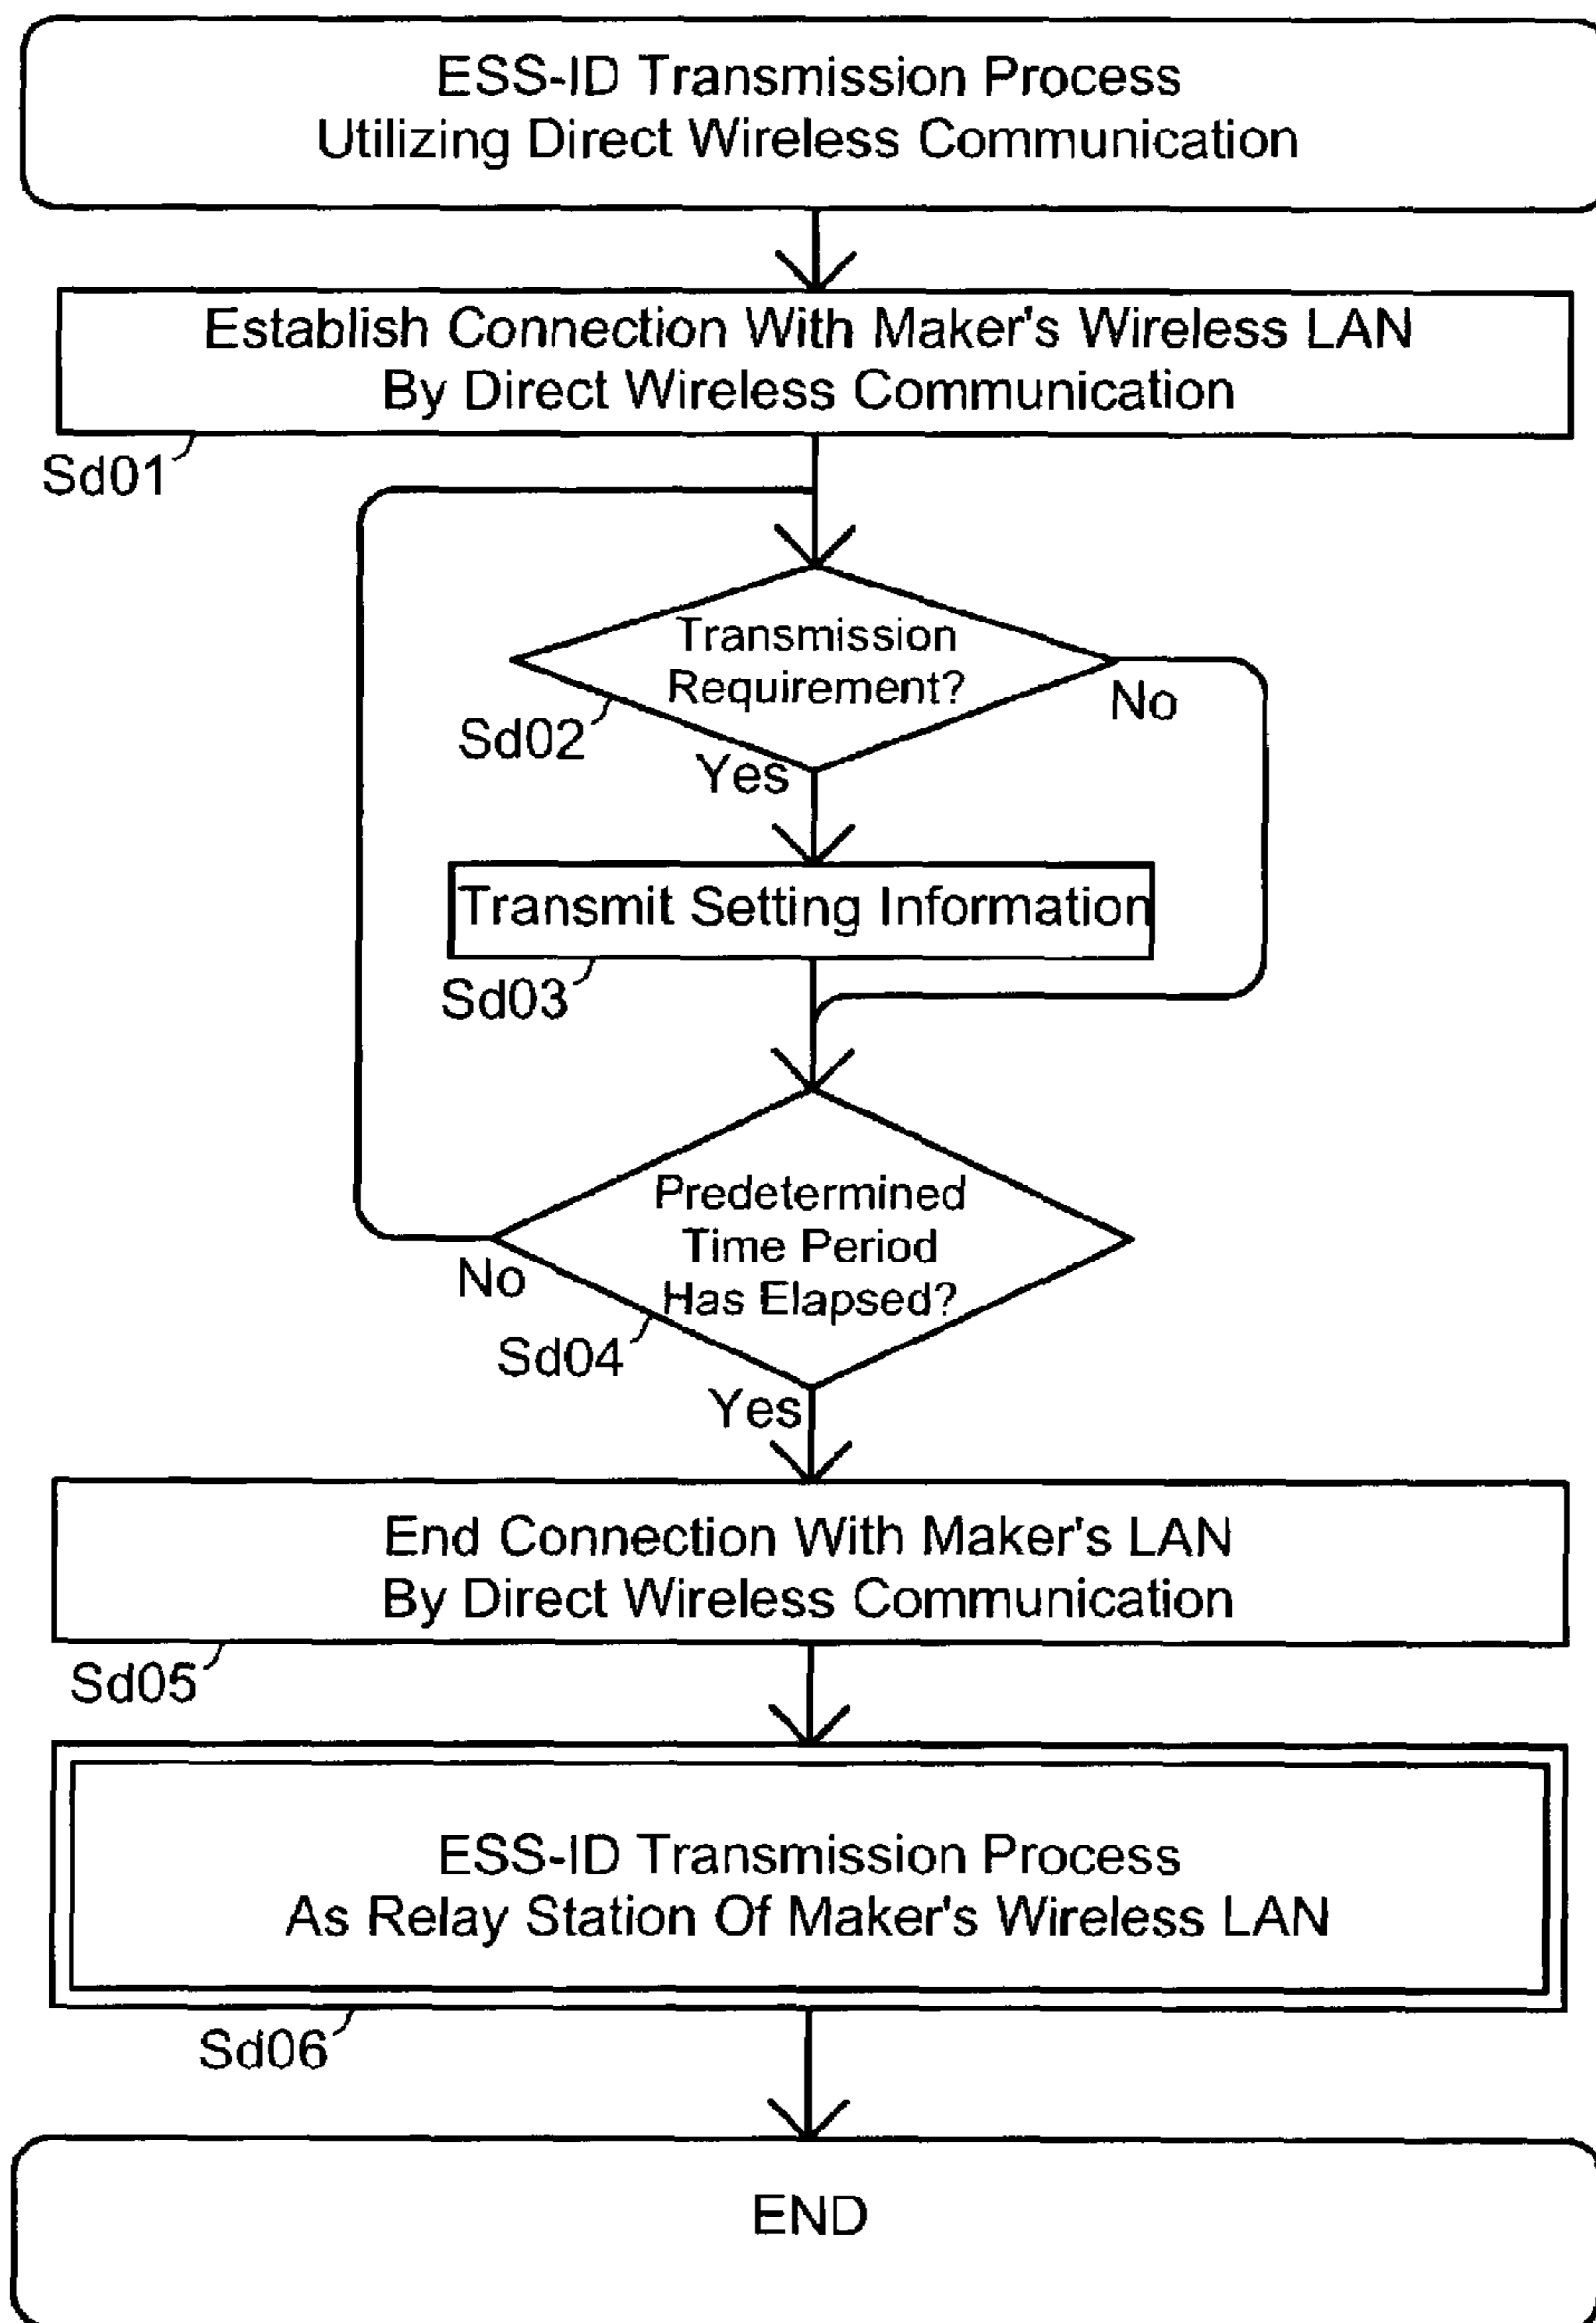 ESS-ID Transmission Process
Utilizing Direct Wireless Communication
Establish Connection With Maker's Wireless LAN
By Direct Wireless Communication
Sd01
Transmission
Requirement?
Sd02
No
Yes
Transmit Setting Information
Sd03
Predetermined
Time Period
Has Elapsed?
No
Sd04
Yes
End Connection With Maker's LAN
By Direct Wireless Communication
Sd05
ESS-ID Transmission Process
As Relay Station Of Maker's Wireless LAN
Sd06
END